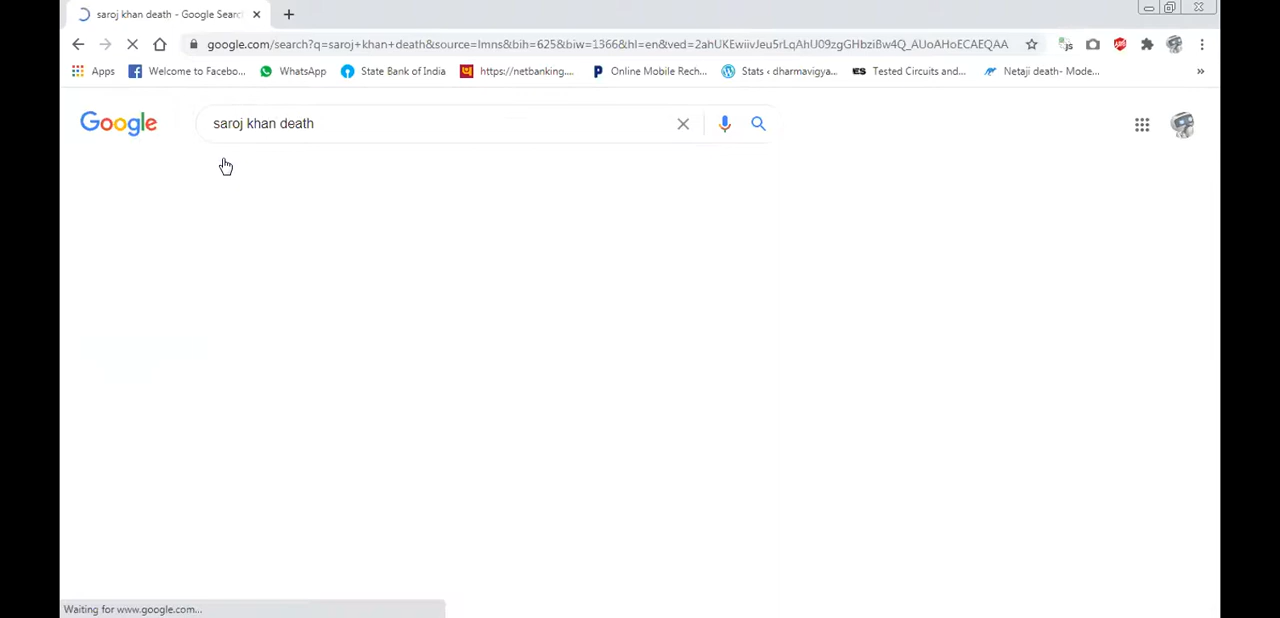 saroj khan death - Google Searc
google.com/search?q=saroj+khan+death&source=lmns&bih=625&biw=1366&hl=en&ved=2ahUKEwiivJeu5rLqAhU09zgGHbziBw4Q_AUoAHoECAEQAA
Apps Welcome to Facebo... WhatsApp State Bank of India https://netbanking.... Online Mobile Rech... Stats ‹ dharmavigya... ES Tested Circuits and... Netaji death- Mode... »
Google saroj khan death
Waiting for www.google.com...